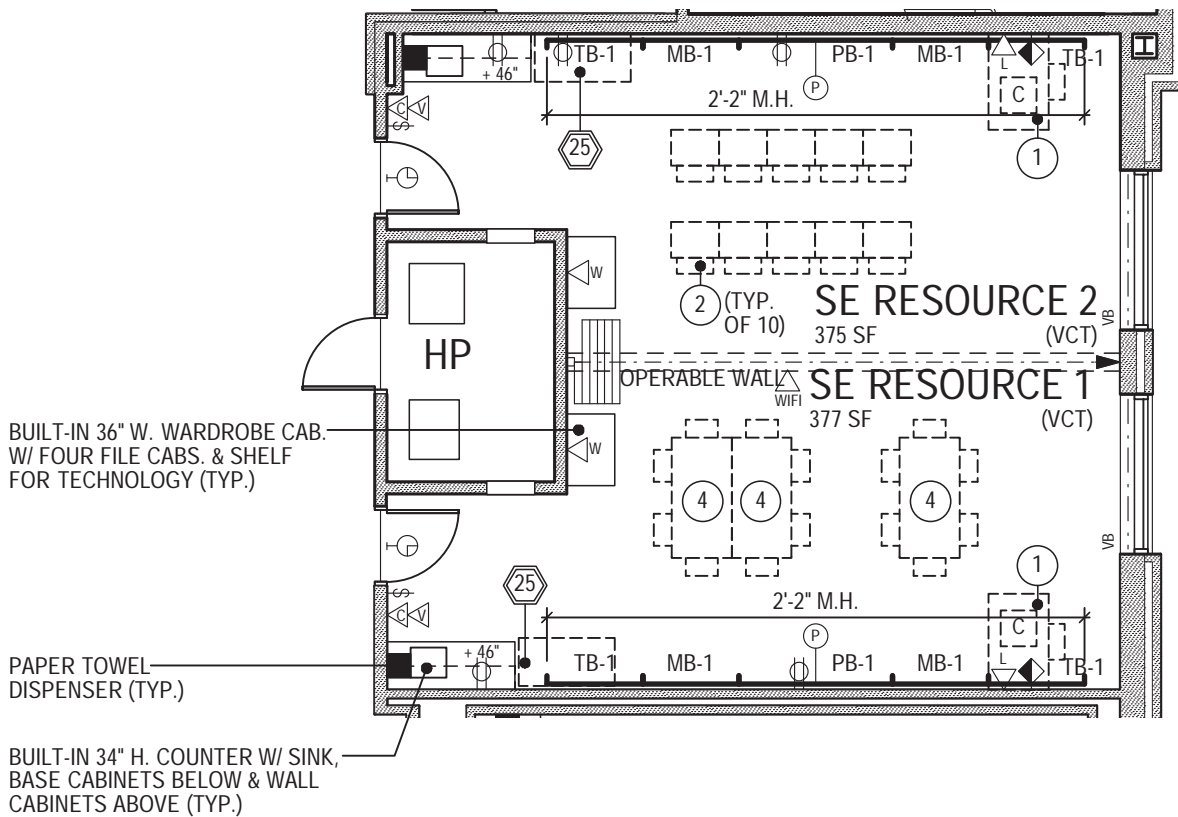 TB-1 MB-1 PB-1 MB-1 TB-1
+ 46"
L
P
C
2'-2" M.H.
C V
S
25
1
W
2
(TYP.
OF 10)
SE RESOURCE 2
375 SF
(VCT)
VB
HP
OPERABLE WALL
WIFI
SE RESOURCE 1
377 SF
(VCT)
BUILT-IN 36" W. WARDROBE CAB.
W/ FOUR FILE CABS. & SHELF
FOR TECHNOLOGY (TYP.)
W
4 4 4
VB
25
1
S
C V
2'-2" M.H.
P
C
+ 46"
L
TB-1 MB-1 PB-1 MB-1 TB-1
PAPER TOWEL
DISPENSER (TYP.)
BUILT-IN 34" H. COUNTER W/ SINK,
BASE CABINETS BELOW & WALL
CABINETS ABOVE (TYP.)